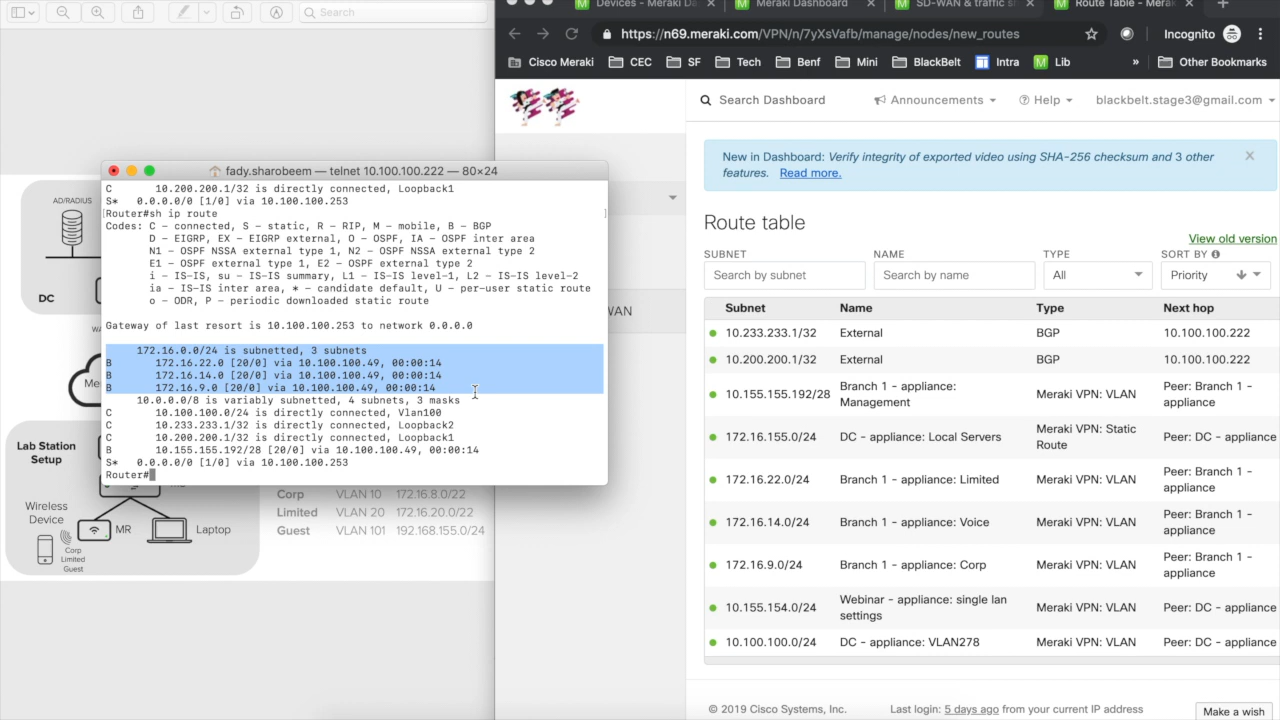 Search
AD/RADIUS
DC
WA
Me
Lab Station
Setup
Wireless
Device
MR
Laptop
Corp
Limited
Guest
Corp VLAN 10 172.16.8.0/22
Limited VLAN 20 172.16.20.0/22
Guest VLAN 101 192.168.155.0/24
fady.sharobeem — telnet 10.100.100.222 — 80×24
C 10.200.200.1/32 is directly connected, Loopback1
S* 0.0.0.0/0 [1/0] via 10.100.100.253
[Router#sh ip route ]
Codes: C - connected, S - static, R - RIP, M - mobile, B - BGP
D - EIGRP, EX - EIGRP external, O - OSPF, IA - OSPF inter area
N1 - OSPF NSSA external type 1, N2 - OSPF NSSA external type 2
E1 - OSPF external type 1, E2 - OSPF external type 2
i - IS-IS, su - IS-IS summary, L1 - IS-IS level-1, L2 - IS-IS level-2
ia - IS-IS inter area, * - candidate default, U - per-user static route
o - ODR, P - periodic downloaded static route
Gateway of last resort is 10.100.100.253 to network 0.0.0.0
172.16.0.0/24 is subnetted, 3 subnets
B 172.16.22.0 [20/0] via 10.100.100.49, 00:00:14
B 172.16.14.0 [20/0] via 10.100.100.49, 00:00:14
B 172.16.9.0 [20/0] via 10.100.100.49, 00:00:14
10.0.0.0/8 is variably subnetted, 4 subnets, 3 masks
C 10.100.100.0/24 is directly connected, Vlan100
C 10.233.233.1/32 is directly connected, Loopback2
C 10.200.200.1/32 is directly connected, Loopback1
B 10.155.155.192/28 [20/0] via 10.100.100.49, 00:00:14
S* 0.0.0.0/0 [1/0] via 10.100.100.253
Router#
Devices - Meraki Da Meraki Dashboard SD-WAN & traffic s Route Table - Mera
https://n69.meraki.com/VPN/n/7yXsVafb/manage/nodes/new_routes Incognito
Cisco Meraki CEC SF Tech Benf Mini BlackBelt Intra Lib » Other Bookmarks
Search Dashboard Announcements Help blackbelt.stage3@gmail.com
New in Dashboard: Verify integrity of exported video using SHA-256 checksum and 3 other
features. Read more.
WAN
Route table
View old version
SUBNET NAME TYPE SORT BY
Search by subnet Search by name All Priority
Subnet Name Type Next hop
10.233.233.1/32 External BGP 10.100.100.222
10.200.200.1/32 External BGP 10.100.100.222
10.155.155.192/28 Branch 1 - appliance: Meraki VPN: VLAN Peer: Branch 1 -
Management appliance
172.16.155.0/24 DC - appliance: Local Servers Meraki VPN: Static Peer: DC - appliance
Route
172.16.22.0/24 Branch 1 - appliance: Limited Meraki VPN: VLAN Peer: Branch 1 -
appliance
172.16.14.0/24 Branch 1 - appliance: Voice Meraki VPN: VLAN Peer: Branch 1 -
appliance
172.16.9.0/24 Branch 1 - appliance: Corp Meraki VPN: VLAN Peer: Branch 1 -
appliance
10.155.154.0/24 Webinar - appliance: single lan Meraki VPN: VLAN Peer: DC - appliance
settings
10.100.100.0/24 DC - appliance: VLAN278 Meraki VPN: VLAN Peer: DC - appliance
© 2019 Cisco Systems, Inc. Last login: 5 days ago from your current IP address
Make a wish